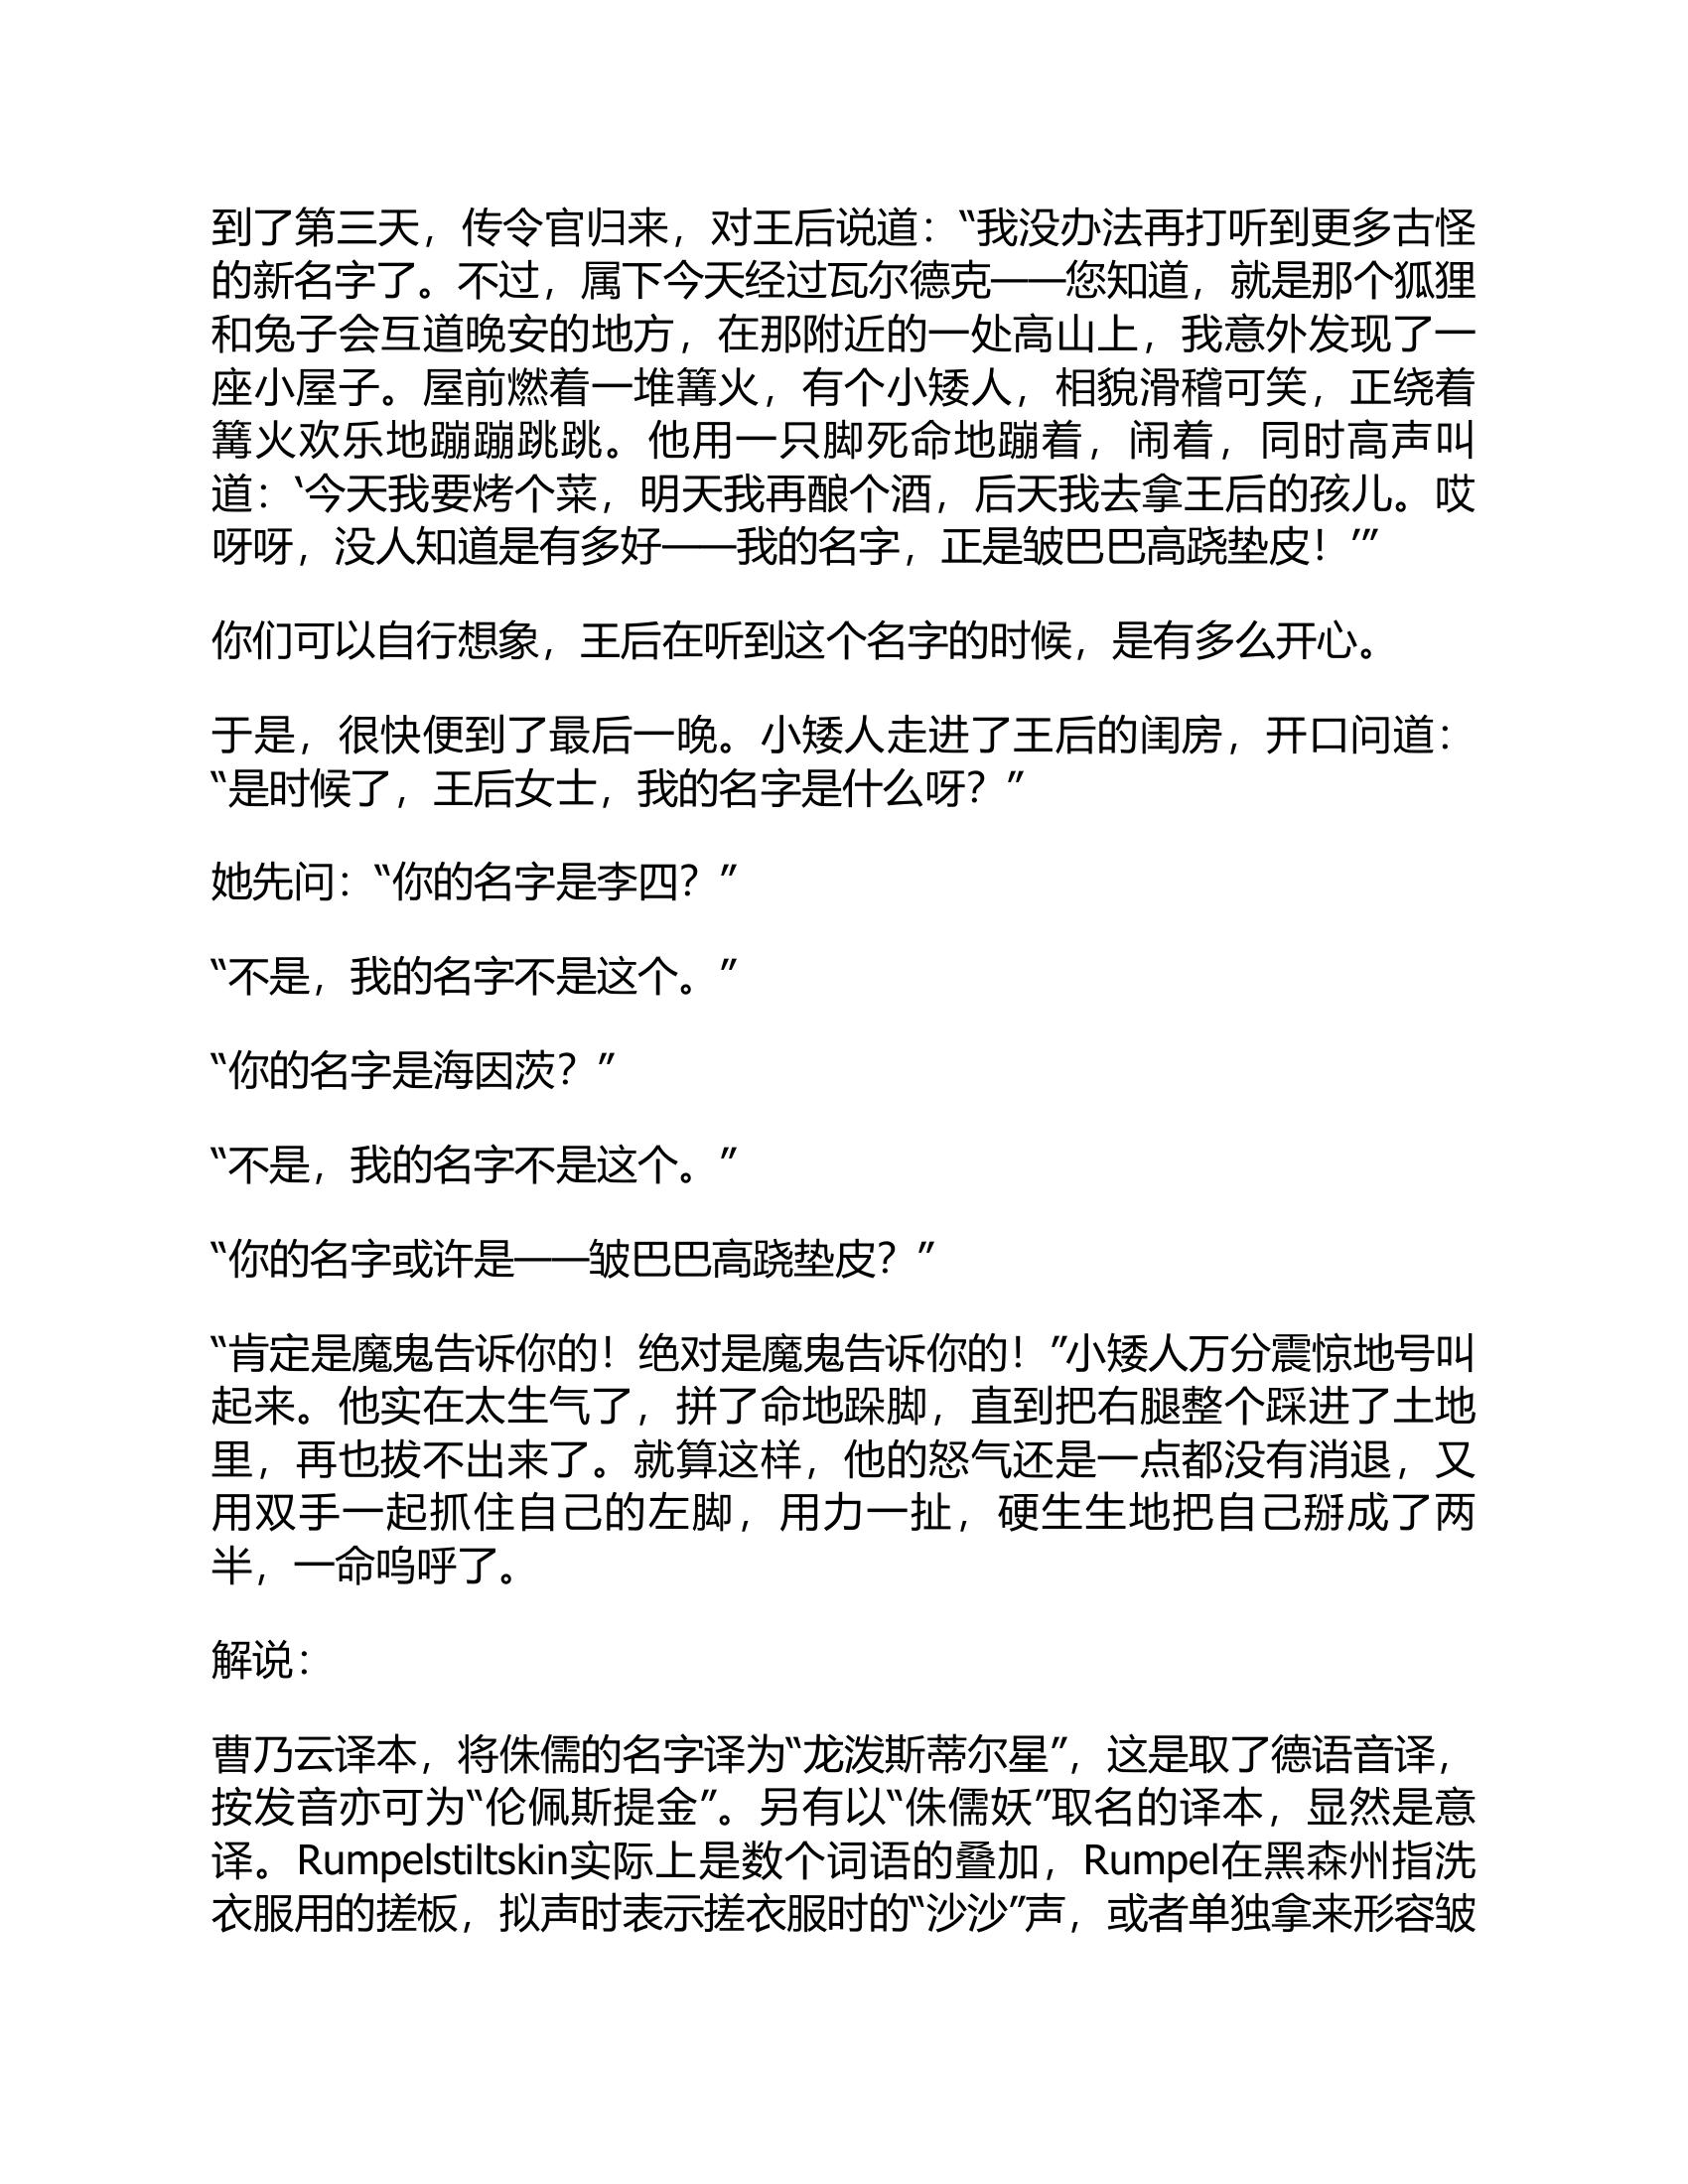 到了第三天，传令官归来，对王后说道：“我没办法再打听到更多古怪
的新名字了。不过，属下今天经过瓦尔德克——您知道，就是那个狐狸
和兔子会互道晚安的地方，在那附近的一处高山上，我意外发现了一
座小屋子。屋前燃着一堆篝火，有个小矮人，相貌滑稽可笑，正绕着
篝火欢乐地蹦蹦跳跳。他用一只脚死命地蹦着，闹着，同时高声叫
道：‘今天我要烤个菜，明天我再酿个酒，后天我去拿王后的孩儿。哎
呀呀，没人知道是有多好——我的名字，正是皱巴巴高跷垫皮！’”
你们可以自行想象，王后在听到这个名字的时候，是有多么开心。
于是，很快便到了最后一晚。小矮人走进了王后的闺房，开口问道：
“是时候了，王后女士，我的名字是什么呀？”
她先问：“你的名字是李四？”
“不是，我的名字不是这个。”
“你的名字是海因茨？”
“不是，我的名字不是这个。”
“你的名字或许是——皱巴巴高跷垫皮？”
“肯定是魔鬼告诉你的！绝对是魔鬼告诉你的！”小矮人万分震惊地号叫
起来。他实在太生气了，拼了命地跺脚，直到把右腿整个踩进了土地
里，再也拔不出来了。就算这样，他的怒气还是一点都没有消退，又
用双手一起抓住自己的左脚，用力一扯，硬生生地把自己掰成了两
半，一命呜呼了。
解说：
曹乃云译本，将侏儒的名字译为“龙泼斯蒂尔星”，这是取了德语音译，
按发音亦可为“伦佩斯提金”。另有以“侏儒妖”取名的译本，显然是意
译。Rumpelstiltskin实际上是数个词语的叠加，Rumpel在黑森州指洗
衣服用的搓板，拟声时表示搓衣服时的“沙沙”声，或者单独拿来形容皱